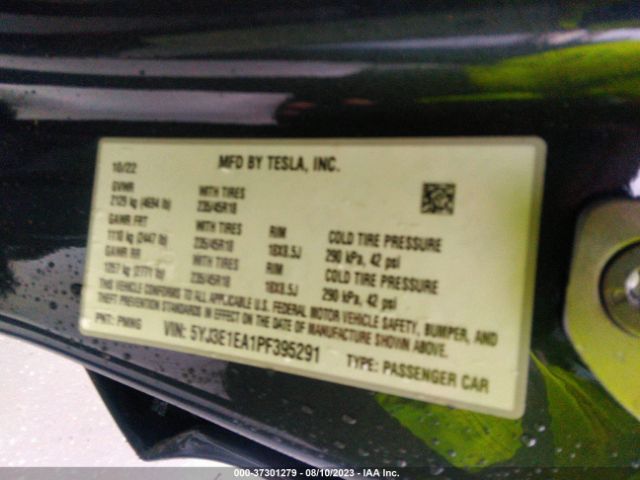 10/22 MFD BY TESLA, INC.
GVWR WITH TIRES
2129 kg (4694 lb) 235/45R18
GAWR FRT WITH TIRES RIM COLD TIRE PRESSURE
1110 kg (2447 lb) 235/45R18 18X8.5J 290 kPa, 42 psi
GAWR RR WITH TIRES RIM COLD TIRE PRESSURE
1257 kg (2771 lb) 235/45R18 18X8.5J 290 kPa, 42 psi
THIS VEHICLE CONFORMS TO ALL APPLICABLE U.S. FEDERAL MOTOR VEHICLE SAFETY, BUMPER, AND
THEFT PREVENTION STANDARDS IN EFFECT ON THE DATE OF MANUFACTURE SHOWN ABOVE.
PNT: PMNG VIN: 5YJ3E1EA1PF395291 TYPE: PASSENGER CAR
000-37301279 - 08/10/2023 - IAA Inc.